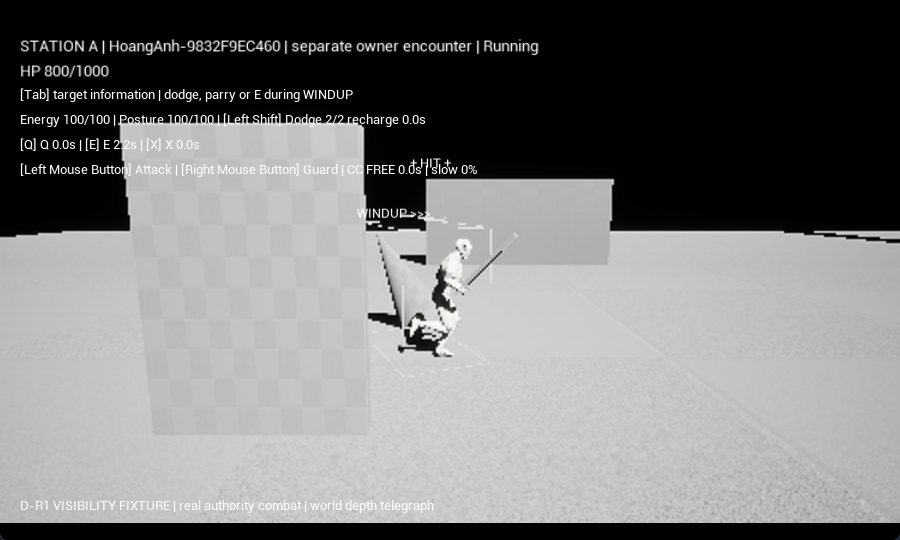 STATION A | HoangAnh-9832F9EC460 | separate owner encounter | Running
HP 800/1000
[Tab] target information | dodge, parry or E during WINDUP
Energy 100/100 | Posture 100/100 | [Left Shift] Dodge 2/2 recharge 0.0s
[Q] Q 0.0s | [E] E 2.2s | [X] X 0.0s
+ HIT +
[Left Mouse Button] Attack | [Right Mouse Button] Guard | CC FREE 0.0s | slow 0%
WINDUP >>>
D-R1 VISIBILITY FIXTURE | real authority combat | world depth telegraph